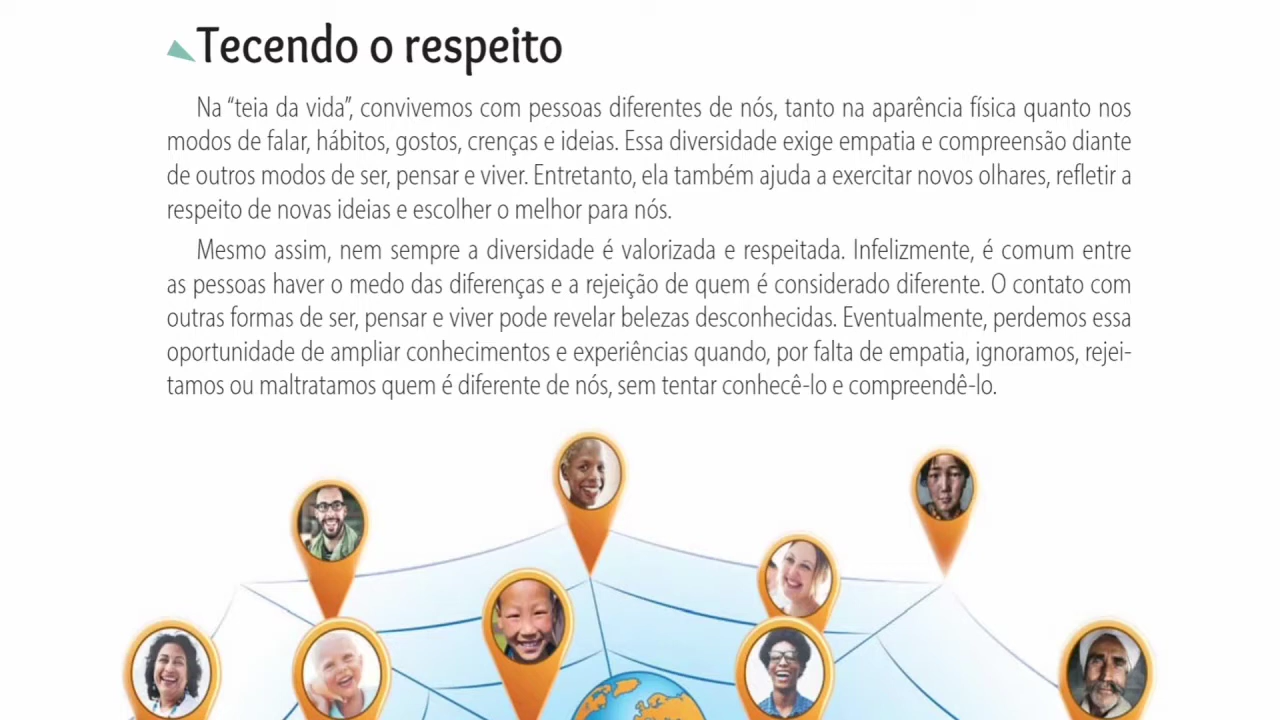 Tecendo o respeito
Na “teia da vida”, convivemos com pessoas diferentes de nós, tanto na aparência física quanto nos
modos de falar, hábitos, gostos, crenças e ideias. Essa diversidade exige empatia e compreensão diante
de outros modos de ser, pensar e viver. Entretanto, ela também ajuda a exercitar novos olhares, refletir a
respeito de novas ideias e escolher o melhor para nós.
Mesmo assim, nem sempre a diversidade é valorizada e respeitada. Infelizmente, é comum entre
as pessoas haver o medo das diferenças e a rejeição de quem é considerado diferente. O contato com
outras formas de ser, pensar e viver pode revelar belezas desconhecidas. Eventualmente, perdemos essa
oportunidade de ampliar conhecimentos e experiências quando, por falta de empatia, ignoramos, rejei-
tamos ou maltratamos quem é diferente de nós, sem tentar conhecê-lo e compreendê-lo.